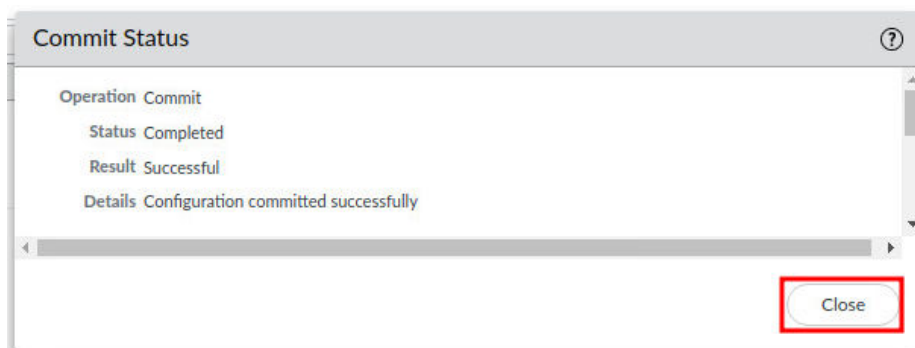 Commit Status
?
Operation Commit
Status Completed
Result Successful
Details Configuration committed successfully
Close